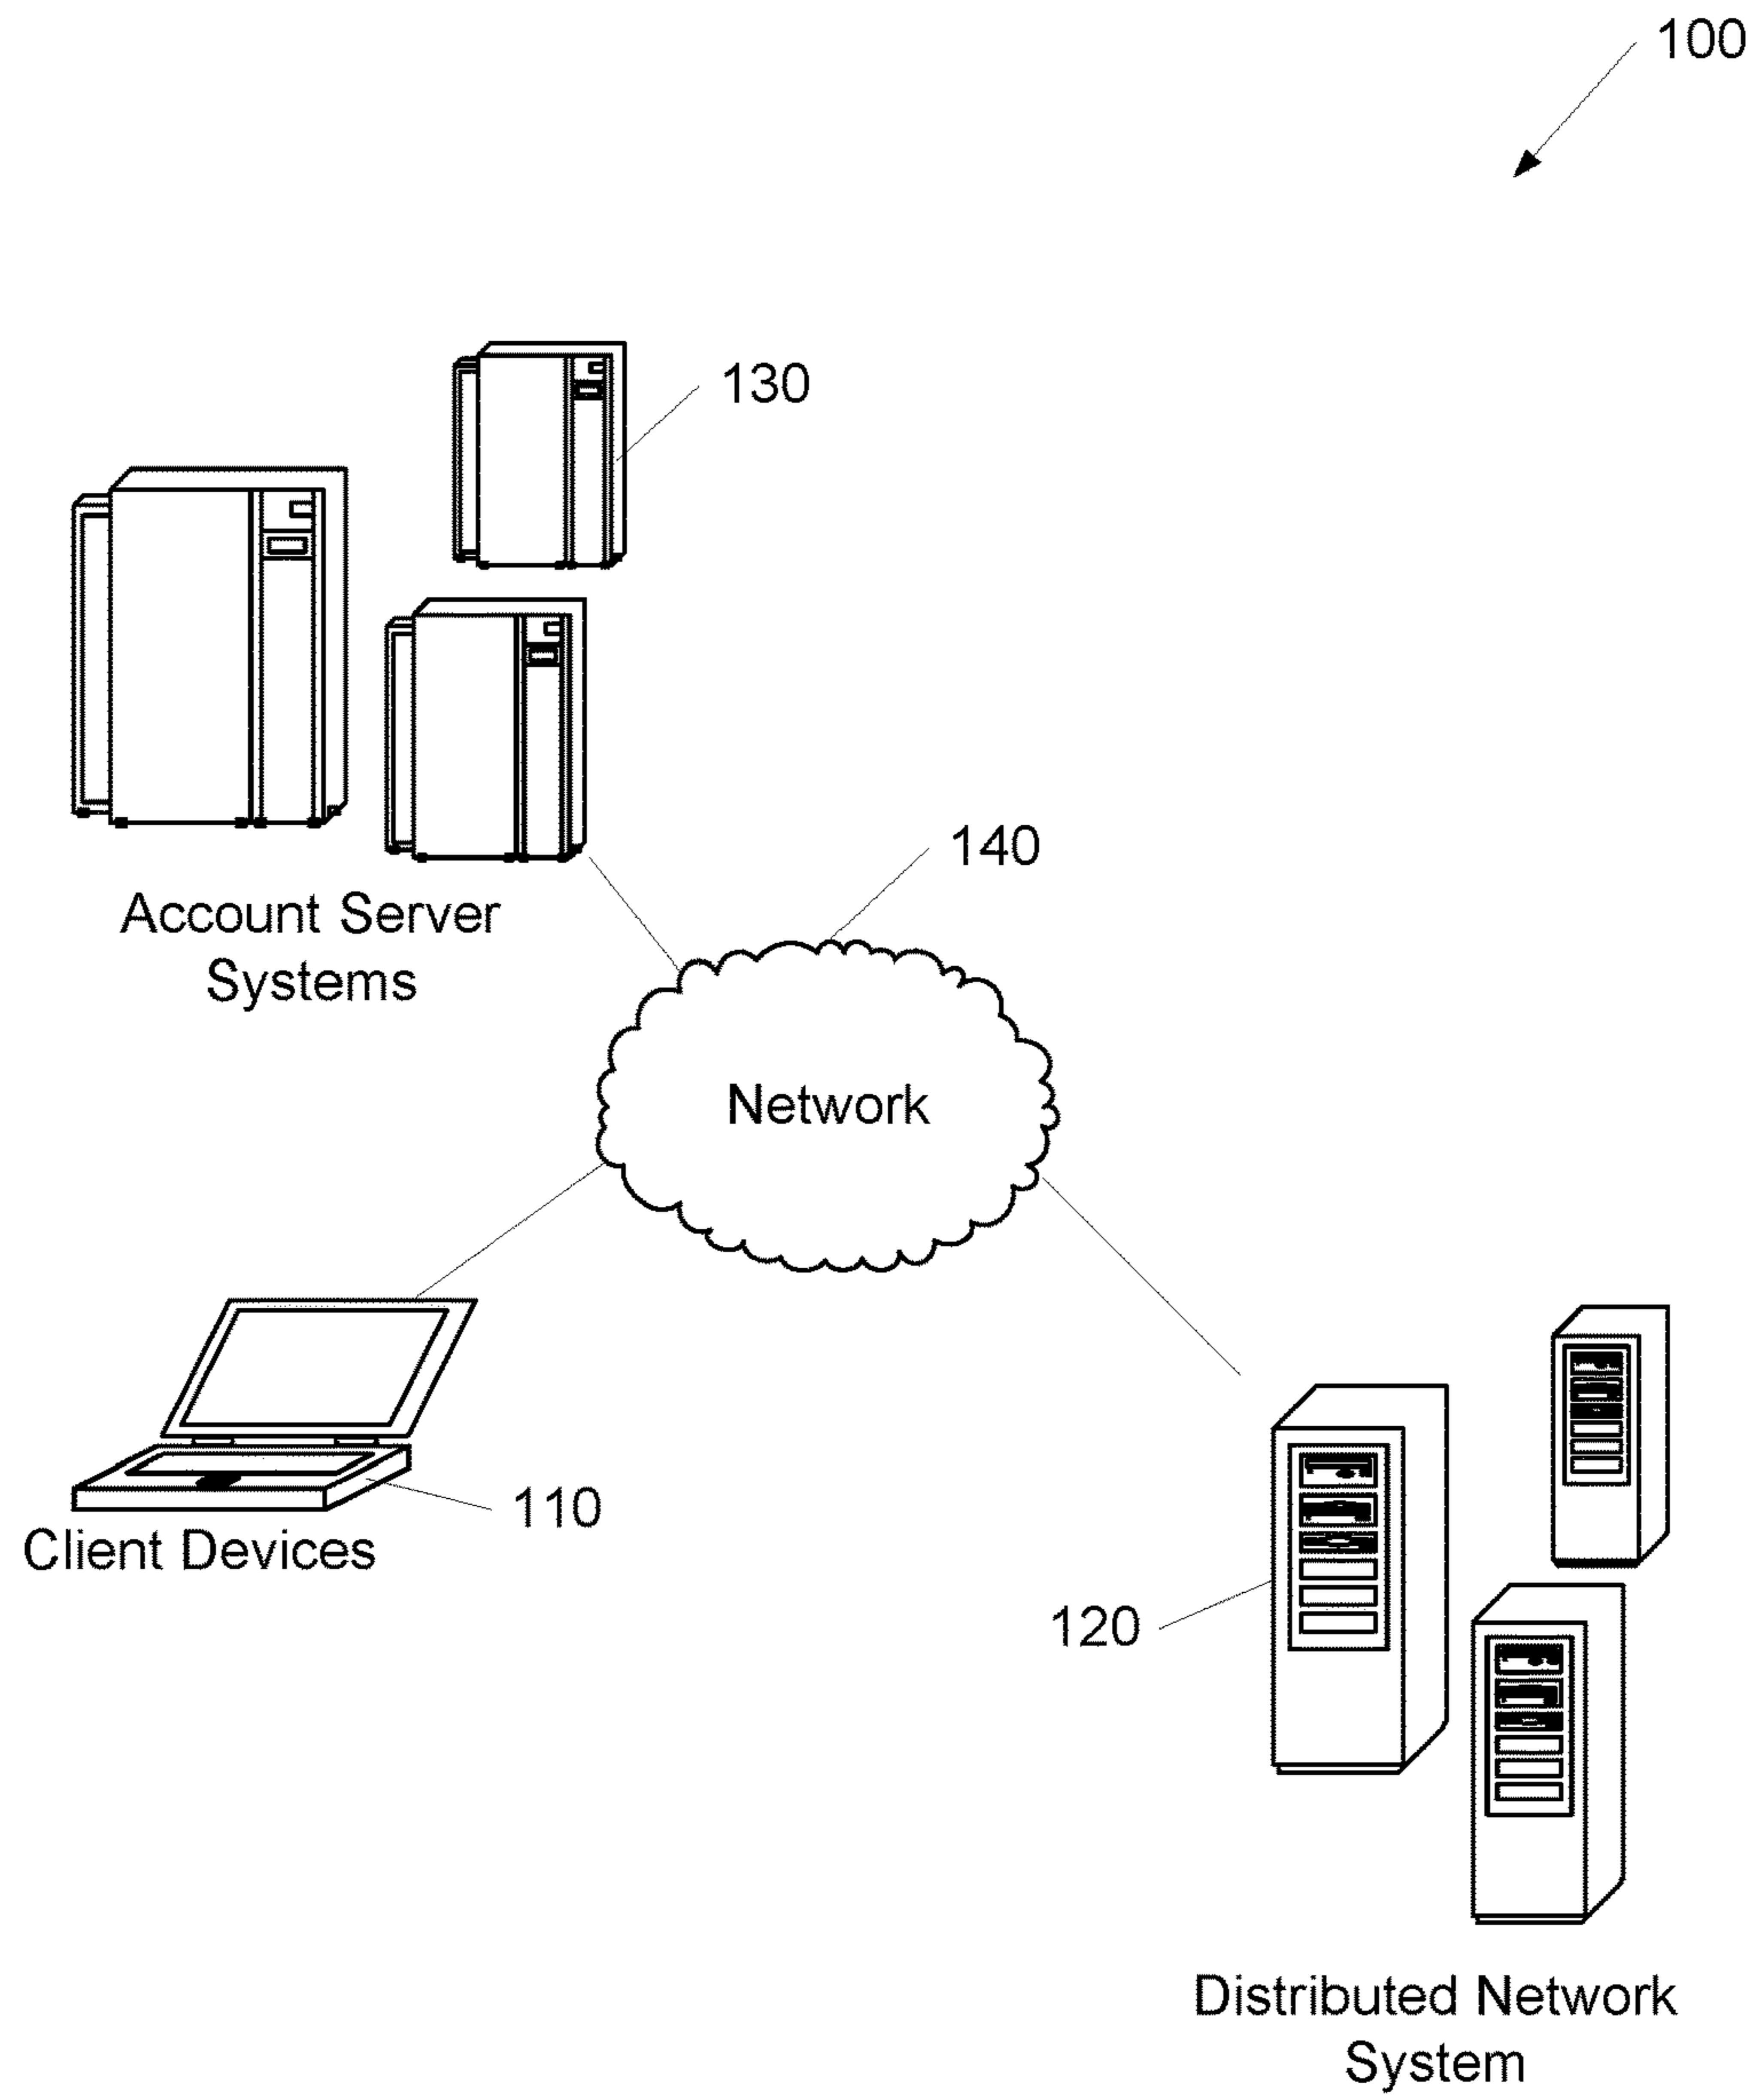 100
130
Account Server
Systems
140
Network
110
Client Devices
120
Distributed Network
System